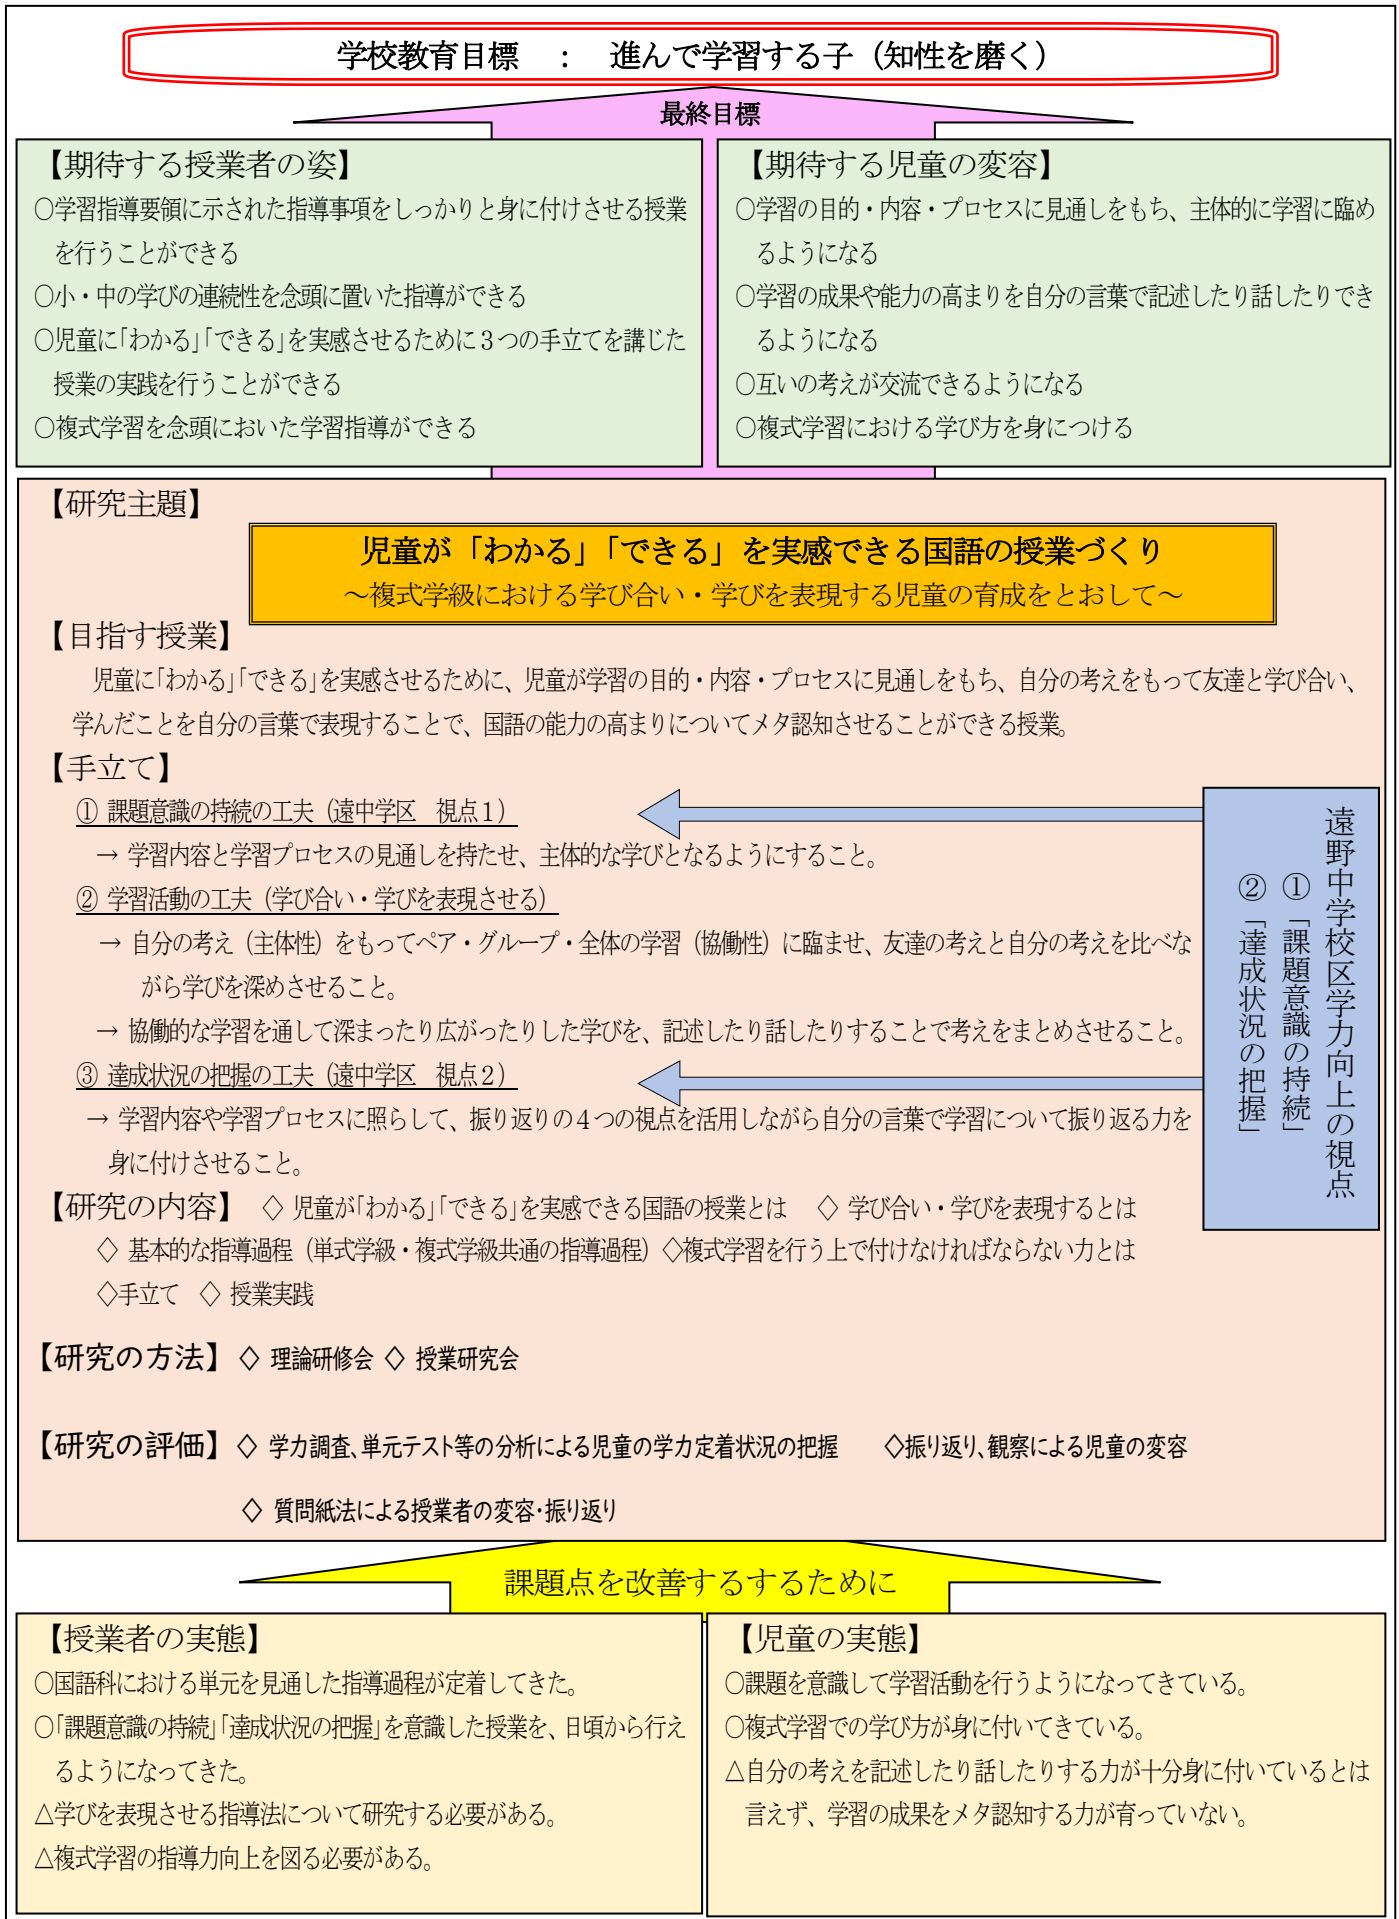 学校教育目標　：　進んで学習する子（知性を磨く）
最終目標
【期待する授業者の姿】
○学習指導要領に示された指導事項をしっかりと身に付けさせる授業
を行うことができる
○小・中の学びの連続性を念頭に置いた指導ができる
○児童に「わかる」「できる」を実感させるために３つの手立てを講じた
授業の実践を行うことができる
○複式学習を念頭においた学習指導ができる
【期待する児童の変容】
○学習の目的・内容・プロセスに見通しをもち、主体的に学習に臨め
るようになる
○学習の成果や能力の高まりを自分の言葉で記述したり話したりでき
るようになる
○互いの考えが交流できるようになる
○複式学習における学び方を身につける
【研究主題】
児童が「わかる」「できる」を実感できる国語の授業づくり
～複式学級における学び合い・学びを表現する児童の育成をとおして～
【目指す授業】
児童に「わかる」「できる」を実感させるために、児童が学習の目的・内容・プロセスに見通しをもち、自分の考えをもって友達と学び合い、
学んだことを自分の言葉で表現することで、国語の能力の高まりについてメタ認知させることができる授業。
【手立て】
① 課題意識の持続の工夫（遠中学区　視点１）
→ 学習内容と学習プロセスの見通しを持たせ、主体的な学びとなるようにすること。
② 学習活動の工夫（学び合い・学びを表現させる）
→ 自分の考え（主体性）をもってペア・グループ・全体の学習（協働性）に臨ませ、友達の考えと自分の考えを比べな
がら学びを深めさせること。
→ 協働的な学習を通して深まったり広がったりした学びを、記述したり話したりすることで考えをまとめさせること。
③ 達成状況の把握の工夫（遠中学区　視点２）
→ 学習内容や学習プロセスに照らして、振り返りの４つの視点を活用しながら自分の言葉で学習について振り返る力を
身に付けさせること。
遠野中学校区学力向上の視点
①「課題意識の持続」
②「達成状況の把握」
【研究の内容】　◇ 児童が「わかる」「できる」を実感できる国語の授業とは　◇ 学び合い・学びを表現するとは
◇ 基本的な指導過程（単式学級・複式学級共通の指導過程）◇複式学習を行う上で付けなければならない力とは
◇手立て　◇ 授業実践
【研究の方法】◇ 理論研修会 ◇ 授業研究会
【研究の評価】◇ 学力調査、単元テスト等の分析による児童の学力定着状況の把握　◇振り返り、観察による児童の変容
◇ 質問紙法による授業者の変容・振り返り
課題点を改善するするために
【授業者の実態】
○国語科における単元を見通した指導過程が定着してきた。
○「課題意識の持続」「達成状況の把握」を意識した授業を、日頃から行え
るようになってきた。
△学びを表現させる指導法について研究する必要がある。
△複式学習の指導力向上を図る必要がある。
【児童の実態】
○課題を意識して学習活動を行うようになってきている。
○複式学習での学び方が身に付いてきている。
△自分の考えを記述したり話したりする力が十分身に付いているとは
言えず、学習の成果をメタ認知する力が育っていない。